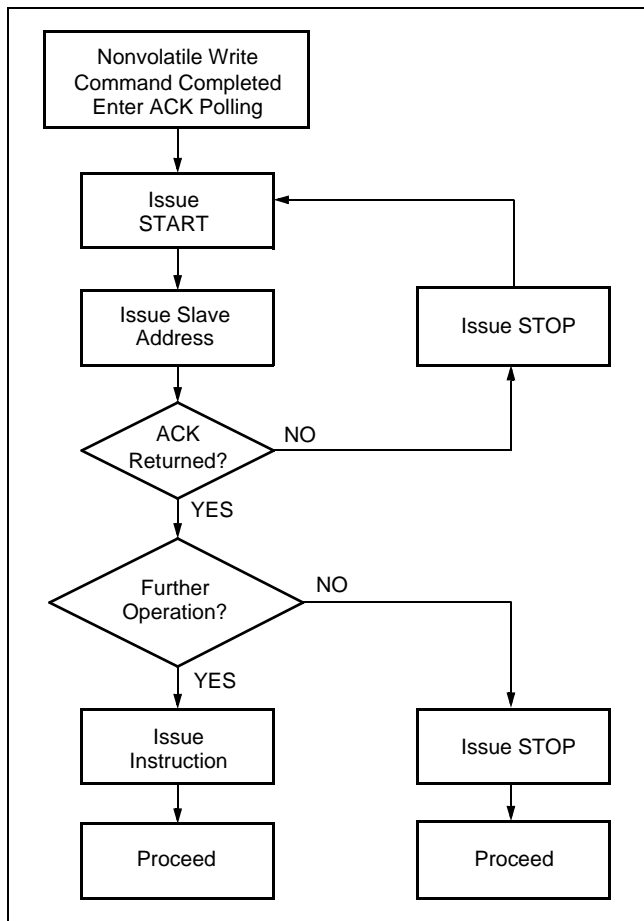 Nonvolatile Write
Command Completed
Enter ACK Polling
Issue
START
Issue Slave
Address
Issue STOP
ACK
Returned?
NO
YES
Further
Operation?
NO
YES
Issue
Instruction
Issue STOP
Proceed
Proceed